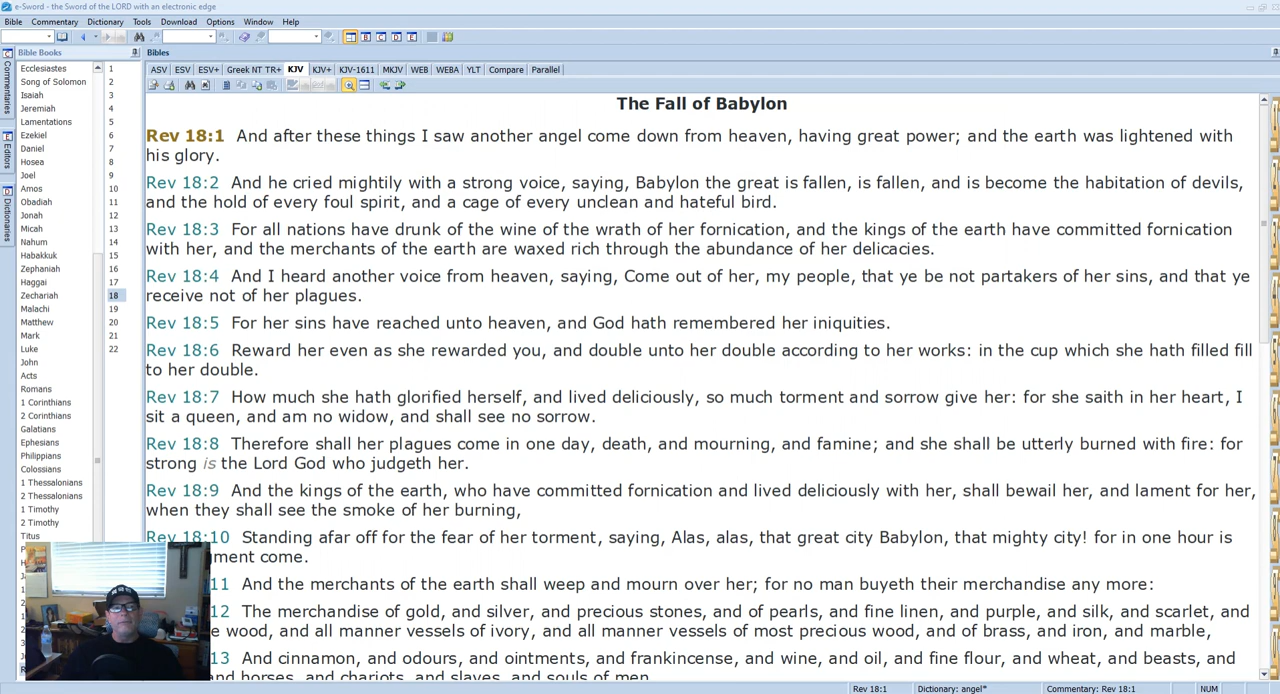 e-Sword - the Sword of the LORD with an electronic edge
Bible Commentary Dictionary Tools Download Options Window Help
B C D E
Bible Books
Bibles
Commentaries
Editors
Dictionaries
Ecclesiastes
Song of Solomon
Isaiah
Jeremiah
Lamentations
Ezekiel
Daniel
Hosea
Joel
Amos
Obadiah
Jonah
Micah
Nahum
Habakkuk
Zephaniah
Haggai
Zechariah
Malachi
Matthew
Mark
Luke
John
Acts
Romans
1 Corinthians
2 Corinthians
Galatians
Ephesians
Philippians
Colossians
1 Thessalonians
2 Thessalonians
1 Timothy
2 Timothy
Titus
1
2
3
4
5
6
7
8
9
10
11
12
13
14
15
16
17
18
19
20
21
22
ASV ESV ESV+ Greek NT TR+ KJV KJV+ KJV-1611 MKJV WEB WEBA YLT Compare Parallel
The Fall of Babylon
Rev 18:1 And after these things I saw another angel come down from heaven, having great power; and the earth was lightened with
his glory.
Rev 18:2 And he cried mightily with a strong voice, saying, Babylon the great is fallen, is fallen, and is become the habitation of devils,
and the hold of every foul spirit, and a cage of every unclean and hateful bird.
Rev 18:3 For all nations have drunk of the wine of the wrath of her fornication, and the kings of the earth have committed fornication
with her, and the merchants of the earth are waxed rich through the abundance of her delicacies.
Rev 18:4 And I heard another voice from heaven, saying, Come out of her, my people, that ye be not partakers of her sins, and that ye
receive not of her plagues.
Rev 18:5 For her sins have reached unto heaven, and God hath remembered her iniquities.
Rev 18:6 Reward her even as she rewarded you, and double unto her double according to her works: in the cup which she hath filled fill
to her double.
Rev 18:7 How much she hath glorified herself, and lived deliciously, so much torment and sorrow give her: for she saith in her heart, I
sit a queen, and am no widow, and shall see no sorrow.
Rev 18:8 Therefore shall her plagues come in one day, death, and mourning, and famine; and she shall be utterly burned with fire: for
strong is the Lord God who judgeth her.
Rev 18:9 And the kings of the earth, who have committed fornication and lived deliciously with her, shall bewail her, and lament for her,
when they shall see the smoke of her burning,
Rev 18:10 Standing afar off for the fear of her torment, saying, Alas, alas, that great city Babylon, that mighty city! for in one hour is
gment come.
11 And the merchants of the earth shall weep and mourn over her; for no man buyeth their merchandise any more:
12 The merchandise of gold, and silver, and precious stones, and of pearls, and fine linen, and purple, and silk, and scarlet, and
e wood, and all manner vessels of ivory, and all manner vessels of most precious wood, and of brass, and iron, and marble,
13 And cinnamon, and odours, and ointments, and frankincense, and wine, and oil, and fine flour, and wheat, and beasts, and
and horses, and chariots, and slaves, and souls of men.
Rev 18:1 Dictionary: angel* Commentary: Rev 18:1 NUM